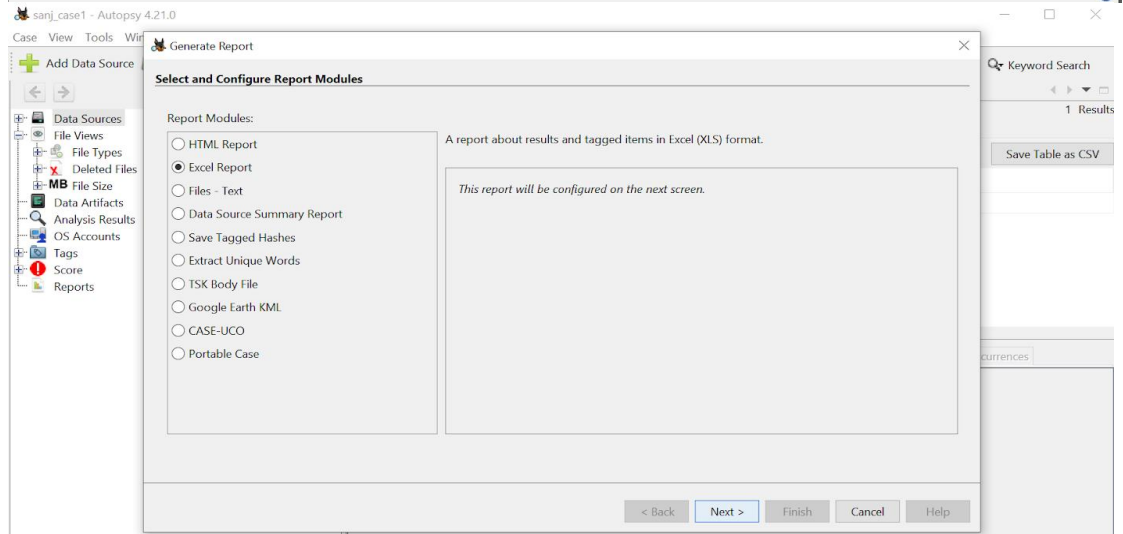 sanj_case1 - Autopsy 4.21.0
Case View Tools Wir
Generate Report
Add Data Source
Select and Configure Report Modules
Keyword Search
Report Modules:
1 Results
Data Sources
File Views
File Types
Deleted Files
MB File Size
Data Artifacts
Analysis Results
OS Accounts
Tags
Score
Reports
HTML Report
Excel Report
Files - Text
Data Source Summary Report
Save Tagged Hashes
Extract Unique Words
TSK Body File
Google Earth KML
CASE-UCO
Portable Case
A report about results and tagged items in Excel (XLS) format.
This report will be configured on the next screen.
Save Table as CSV
currences
< Back Next > Finish Cancel Help